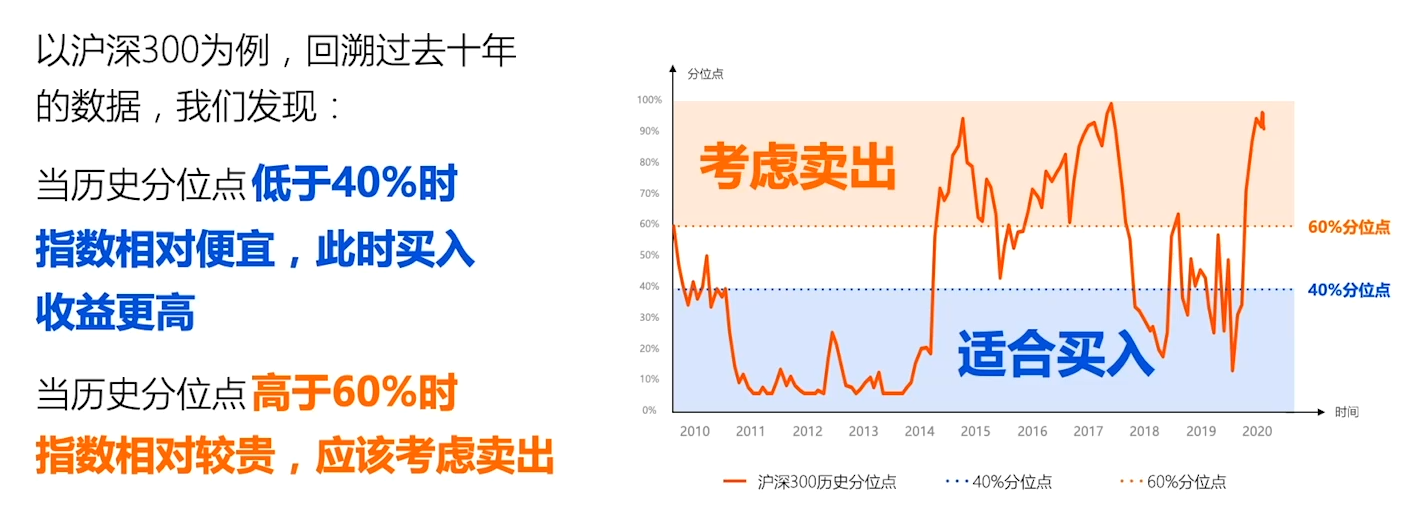 以沪深300为例，回溯过去十年
的数据，我们发现：
当历史分位点低于40%时
指数相对便宜，此时买入
收益更高
当历史分位点高于60%时
指数相对较贵，应该考虑卖出
分位点
100%
90%
80%
70%
60%
50%
40%
30%
20%
10%
0%
考虑卖出
适合买入
60%分位点
40%分位点
时间
2010 2011 2012 2013 2014 2015 2016 2017 2018 2019 2020
沪深300历史分位点 40%分位点 60%分位点